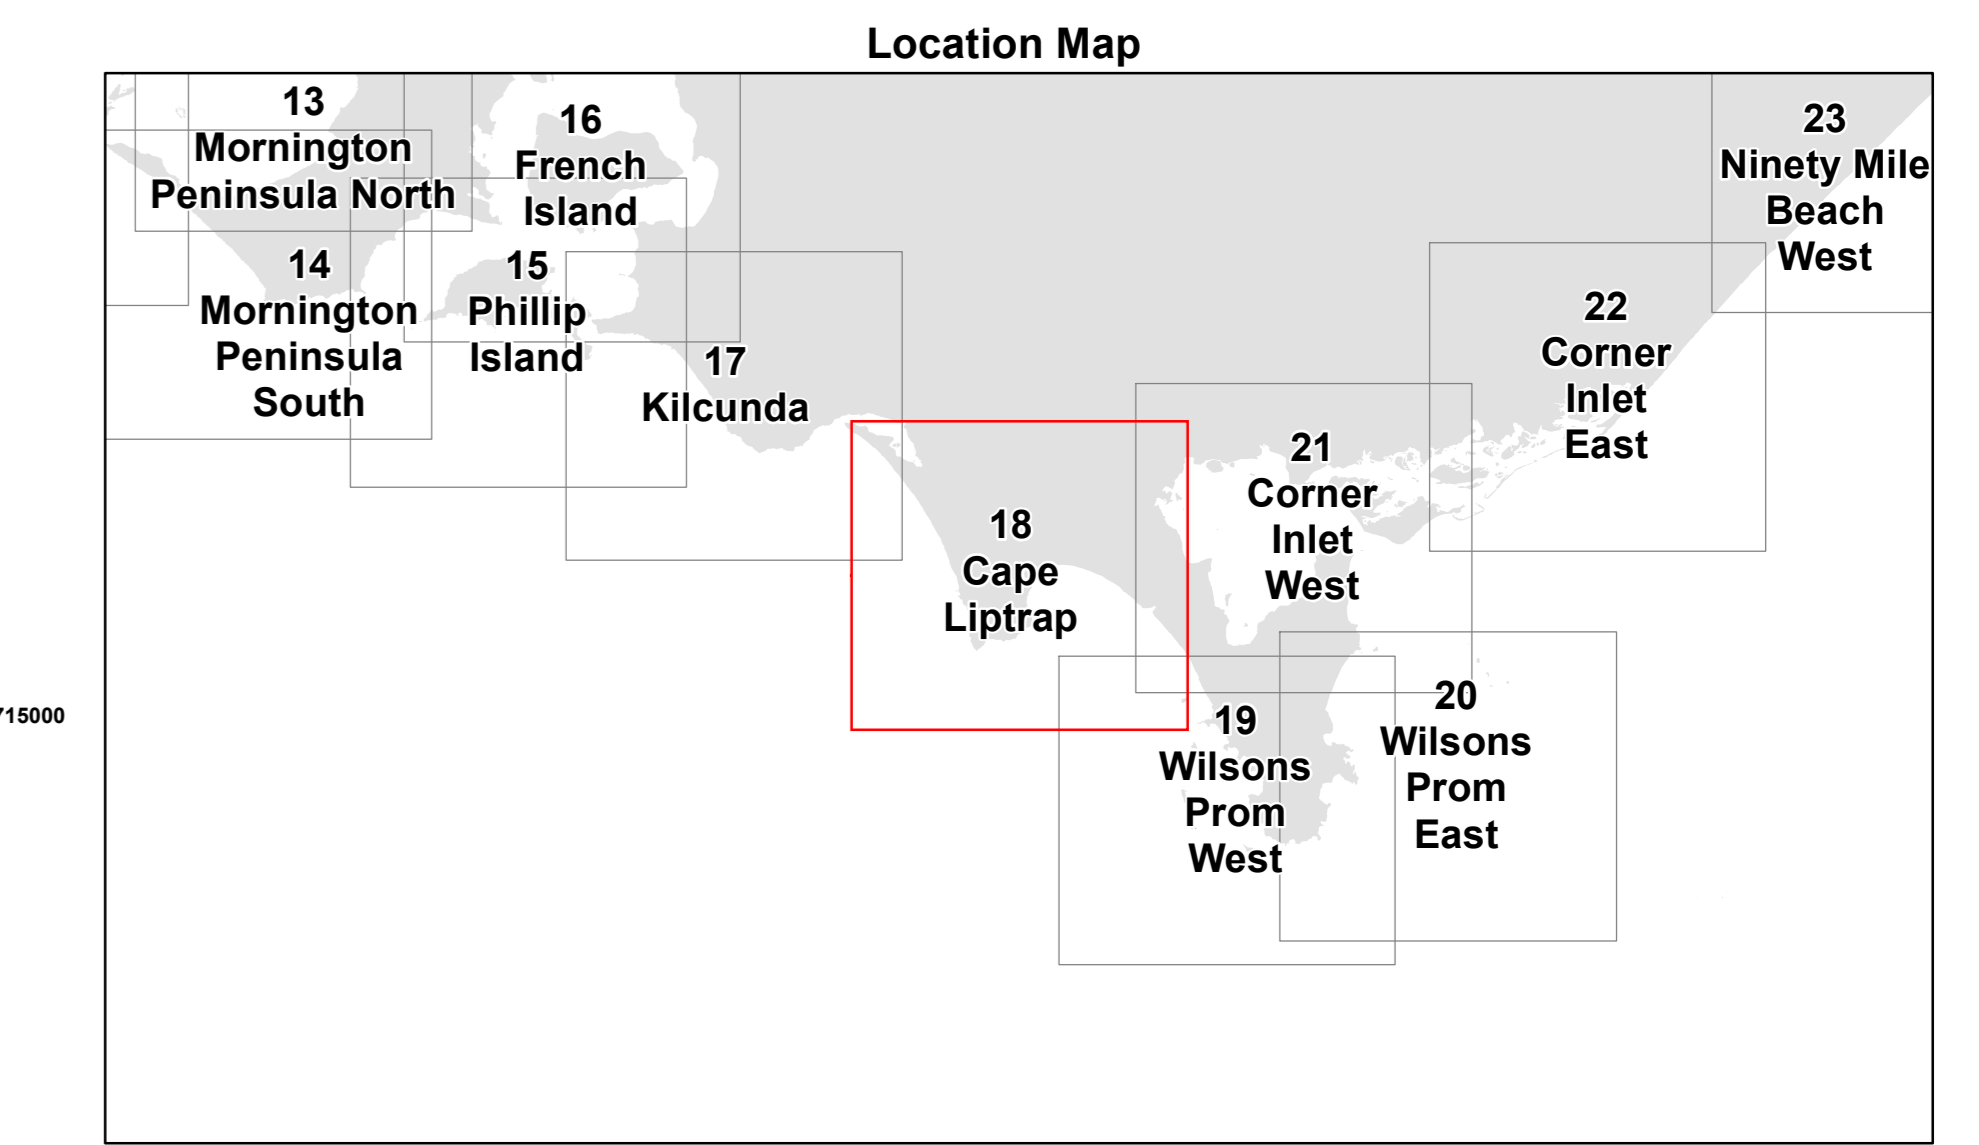 Location Map
13
Mornington
Peninsula North
14
Mornington
Peninsula
South
15
Phillip
Island
16
French
Island
17
Kilcunda
18
Cape
Liptrap
19
Wilsons
Prom
West
20
Wilsons
Prom
East
21
Corner
Inlet
West
22
Corner
Inlet
East
23
Ninety Mile
Beach
West
715000